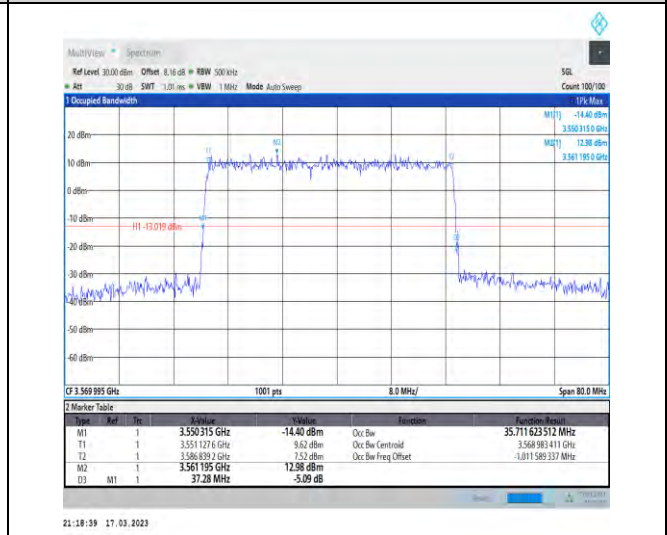 MultiView Spectrum
Ref Level 30.00 dBm Offset 8.16 dB RBW 500 kHz SGL
Att 30 dB SWT 1.01 ms VBW 1 MHz Mode Auto Sweep Count 100/100
1 Occupied Bandwidth 1Pk Max
M1[1] -14.40 dBm
3.550 315 0 GHz
M2[1] 12.98 dBm
3.561 195 0 GHz
20 dBm
M2
T1
T2
10 dBm
0 dBm
-10 dBm
M1
H1 -13.019 dBm
-20 dBm
D3
-30 dBm
-40 dBm
-50 dBm
-60 dBm
CF 3.569 995 GHz 1001 pts 8.0 MHz/ Span 80.0 MHz
2 Marker Table
Type Ref Trc X-Value Y-Value Function Function Result
M1 1 3.550 315 GHz -14.40 dBm Occ Bw 35.711 623 512 MHz
T1 1 3.551 127 6 GHz 9.62 dBm Occ Bw Centroid 3.568 983 411 GHz
T2 1 3.586 839 2 GHz 7.52 dBm Occ Bw Freq Offset -1.011 589 337 MHz
M2 1 3.561 195 GHz 12.98 dBm
D3 M1 1 37.28 MHz -5.09 dB
21:18:39 17.03.2023